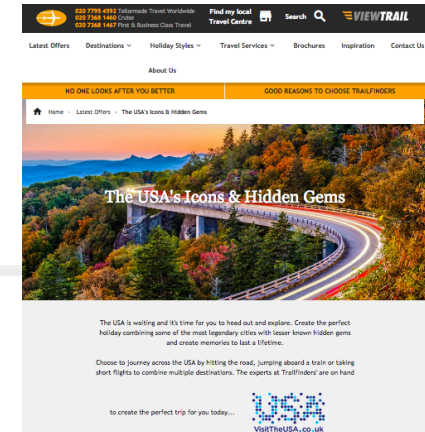 020 7795 4592 Tailormade Travel Worldwide
020 7368 1460 Cruise
020 7368 1467 First & Business Class Travel
Find my local
Travel Centre
Search
VIEWTRAIL
Latest Offers
Destinations
Holiday Styles
Travel Services
Brochures
Inspiration
Contact Us
About Us
NO ONE LOOKS AFTER YOU BETTER
GOOD REASONS TO CHOOSE TRAILFINDERS
Home
Latest Offers
The USA's Icons & Hidden Gems
The USA's Icons & Hidden Gems
The USA is waiting and it's time for you to head out and explore. Create the perfect
holiday combining some of the most legendary cities with lesser known hidden gems
and create memories to last a lifetime.
Choose to journey across the USA by hitting the road, jumping aboard a train or taking
short flights to combine multiple destinations. The experts at Trailfinders' are on hand
to create the perfect trip for you today...
USA
VisitTheUSA.co.uk